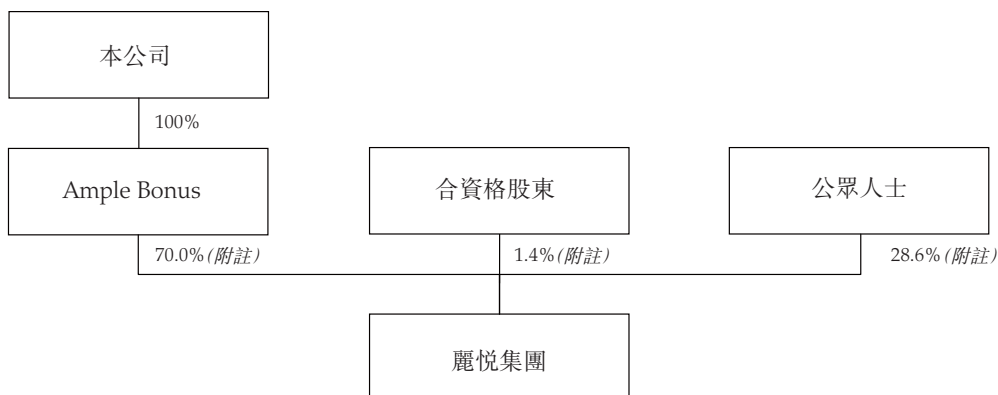 本公司
100%
Ample Bonus
合資格股東
公眾人士
70.0%(附註)
1.4%(附註)
28.6%(附註)
麗悅集團